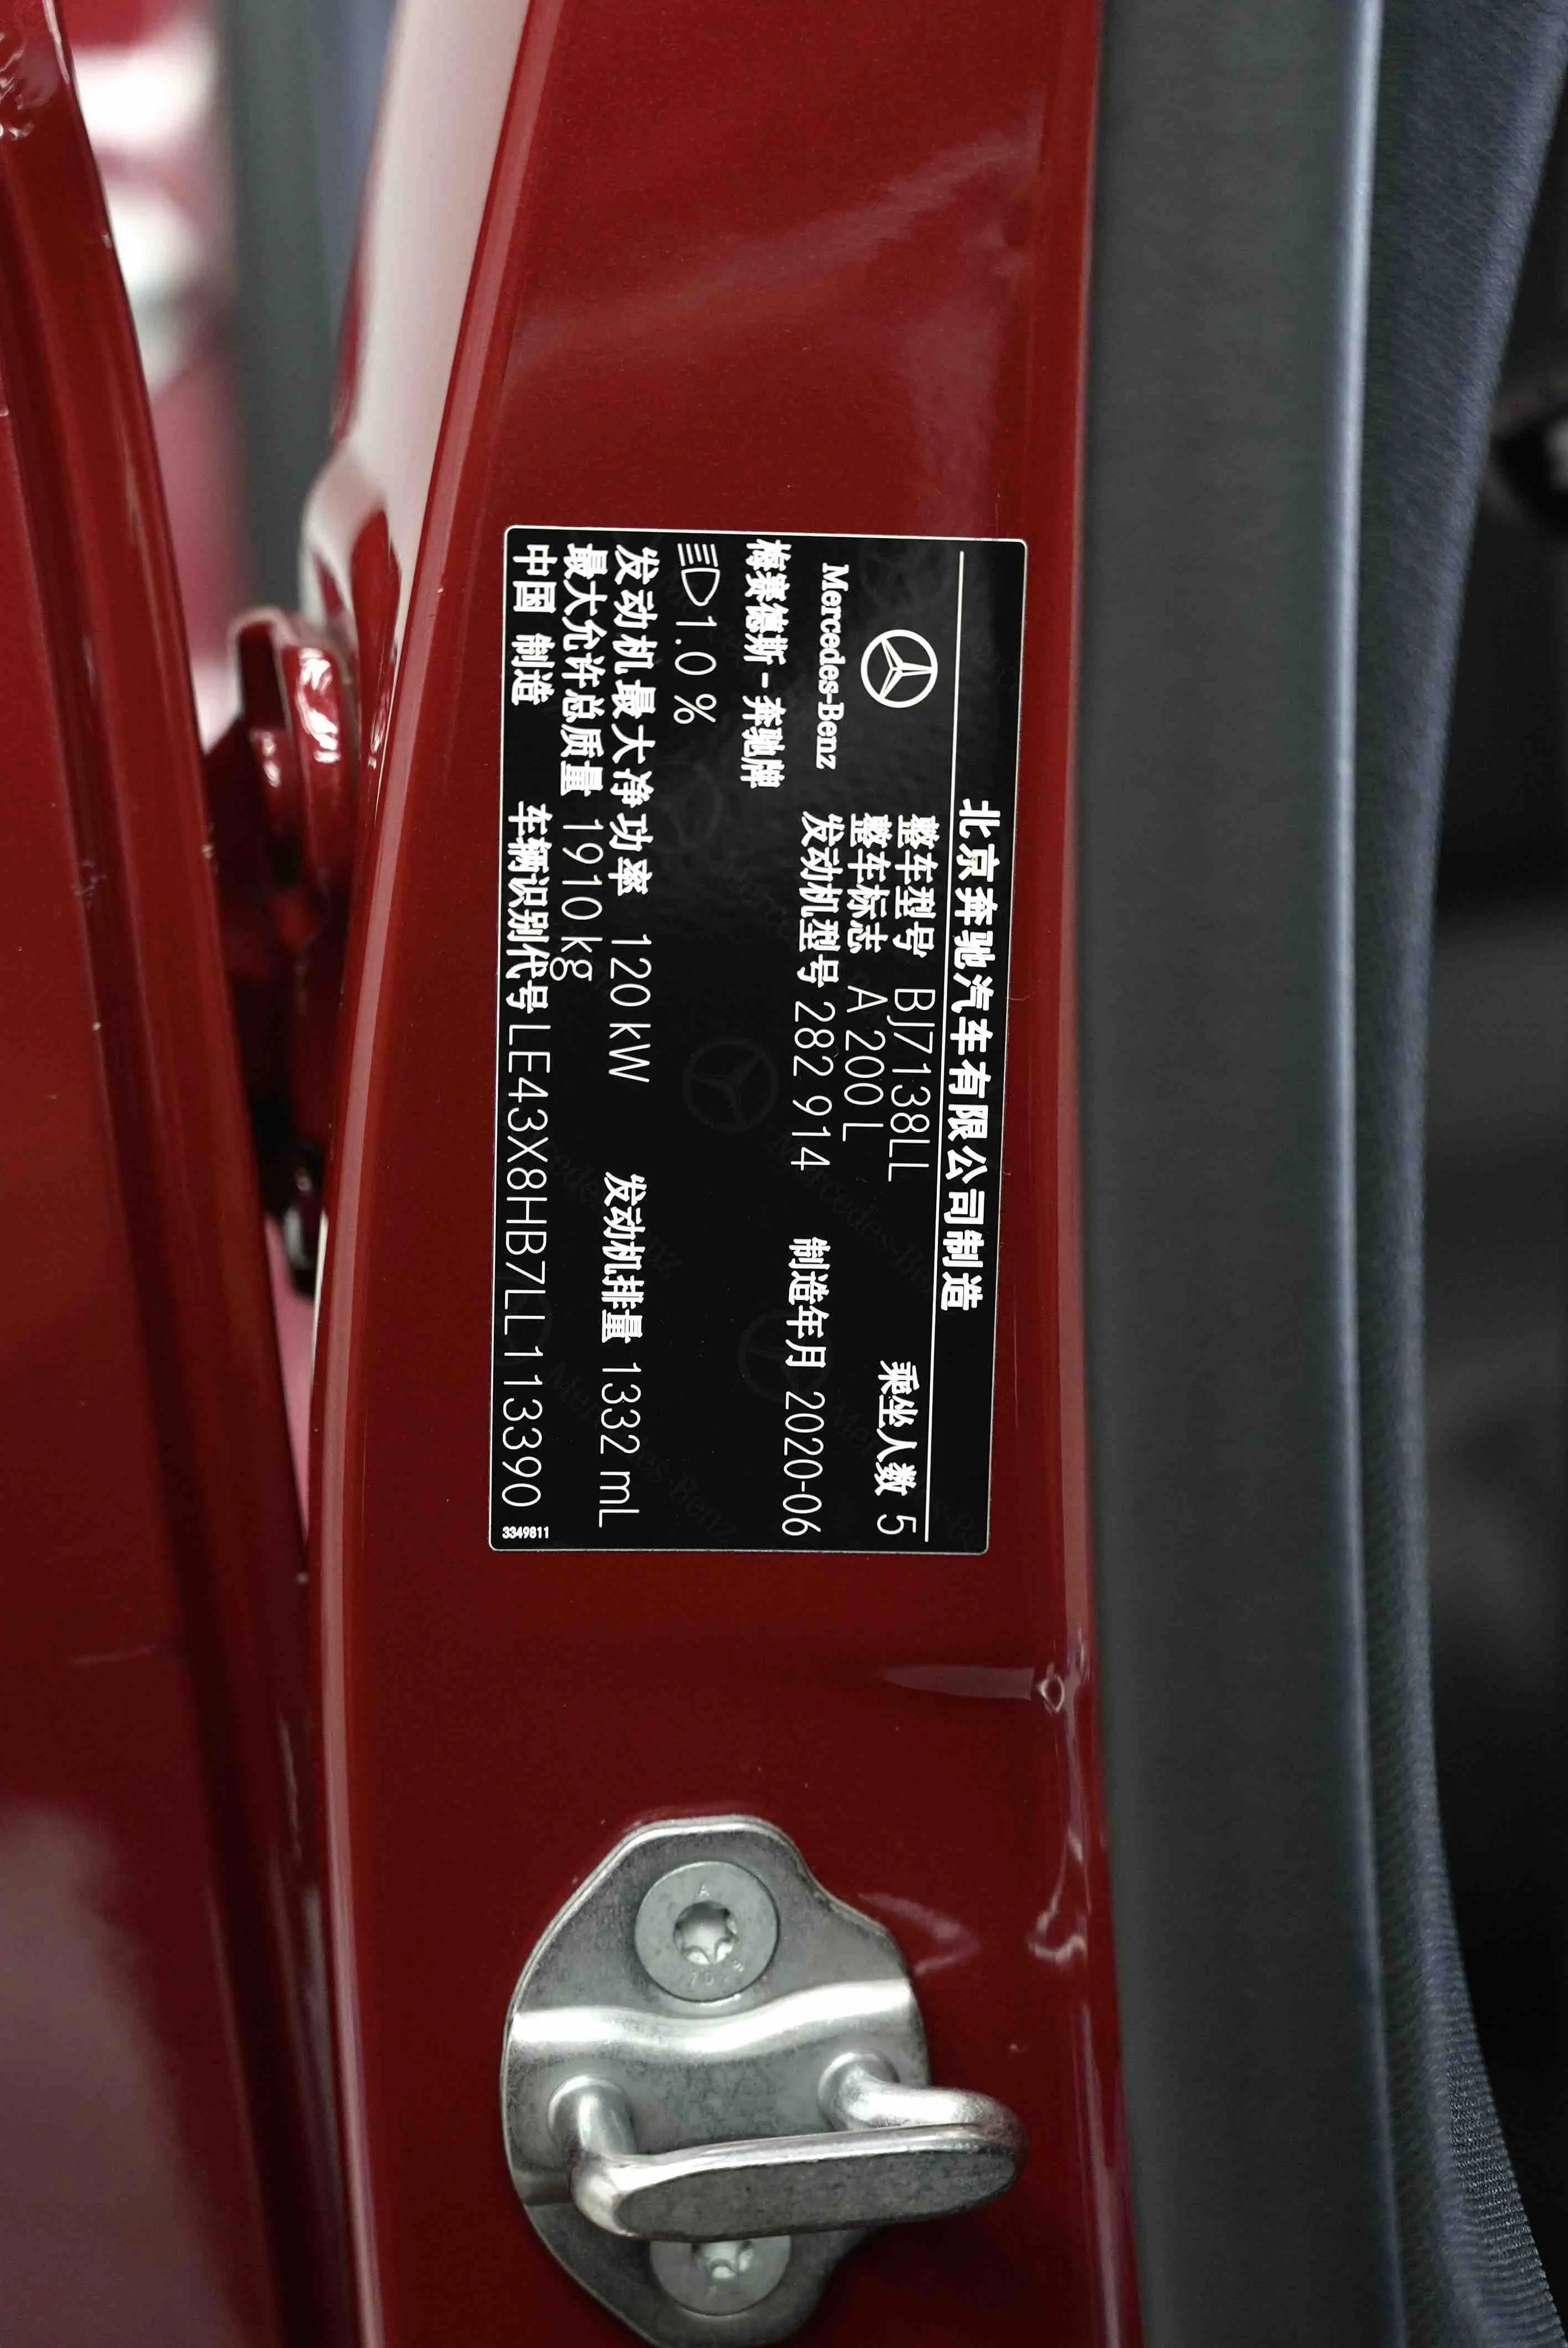 北京奔驰汽车有限公司制造
整车型号 BJ7138LL 乘坐人数 5
整车标志 A 200 L
Mercedes-Benz 发动机型号 282 914 制造年月 2020-06
梅赛德斯-奔驰牌
1.0 %
发动机最大净功率 120 kW 发动机排量 1332 mL
最大允许总质量 1910 kg
中国 制造 车辆识别代号 LE43X8HB7LL113390
3349811